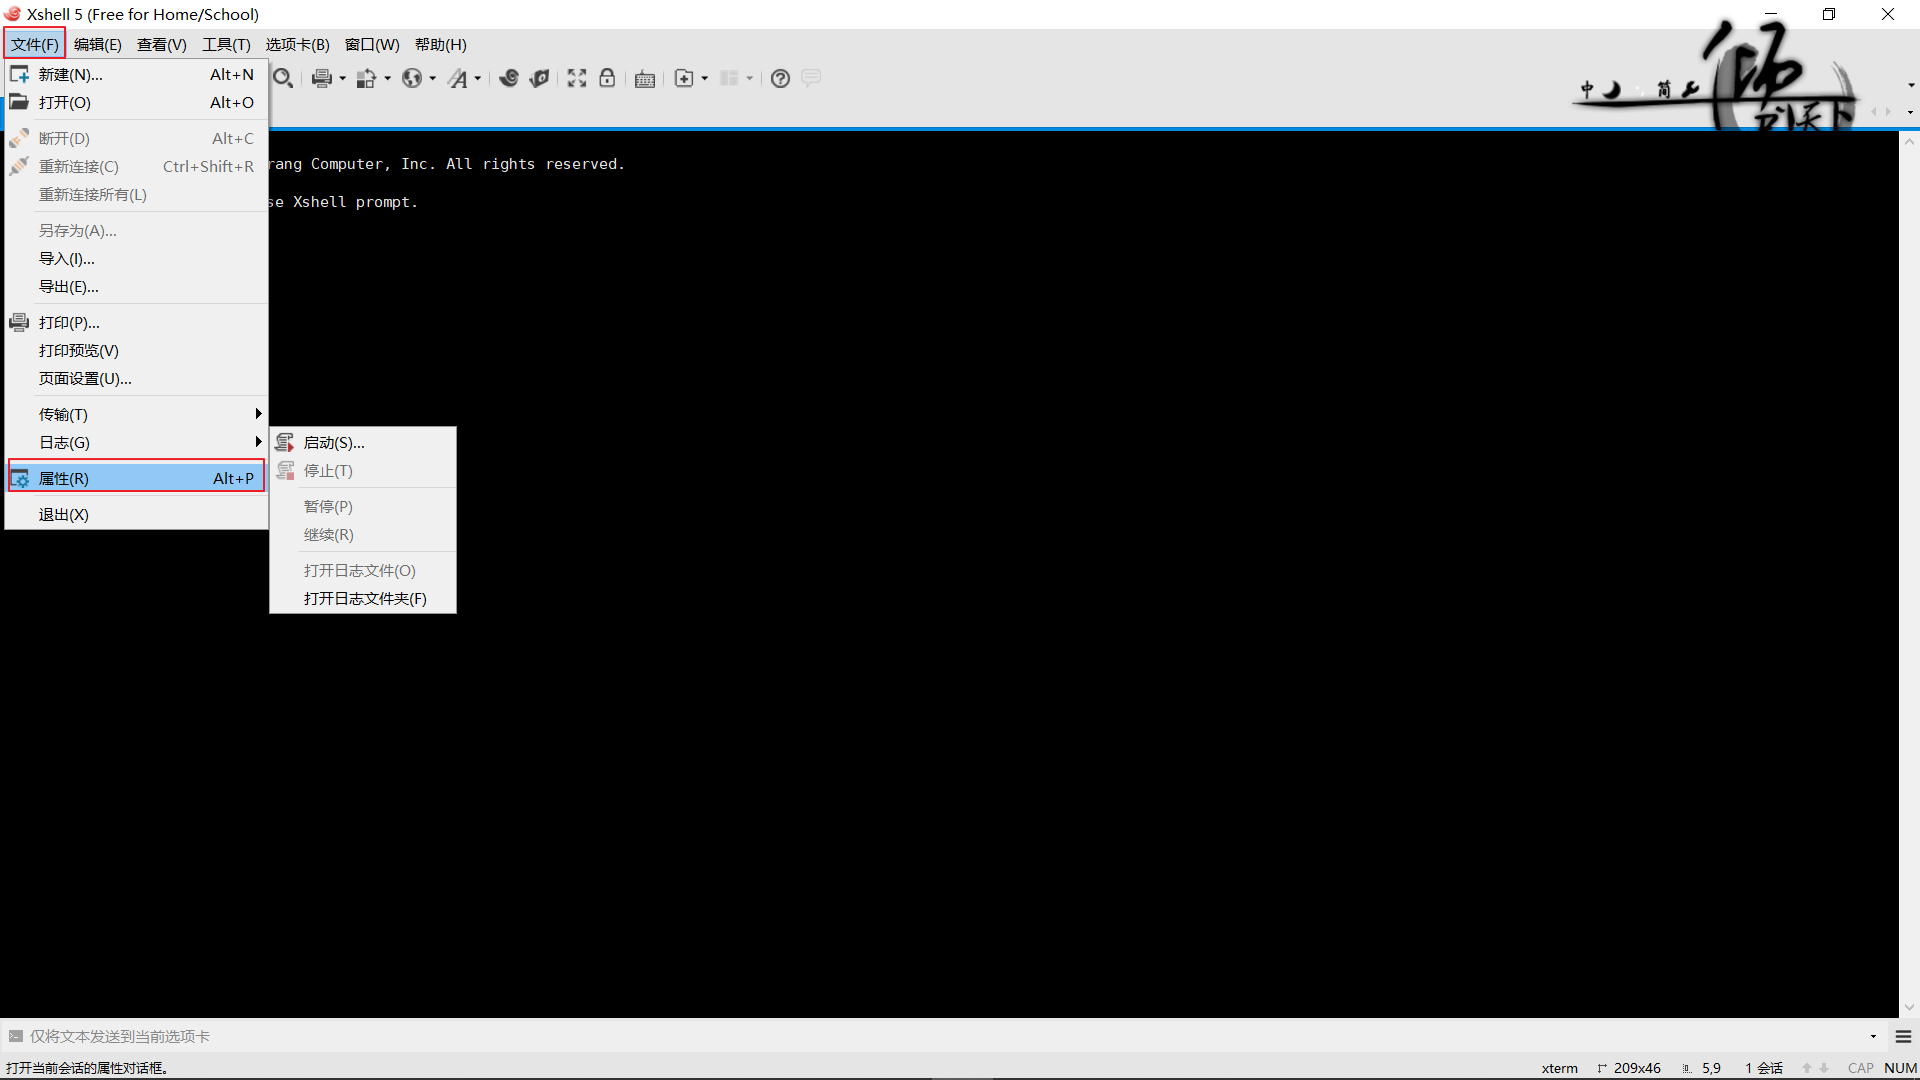 Xshell 5 (Free for Home/School)
文件(F) 编辑(E) 查看(V) 工具(T) 选项卡(B) 窗口(W) 帮助(H)
新建(N)... Alt+N
打开(O) Alt+O
断开(D) Alt+C
重新连接(C) Ctrl+Shift+R
重新连接所有(L)
另存为(A)...
导入(I)...
导出(E)...
打印(P)...
打印预览(V)
页面设置(U)...
传输(T)
日志(G)
属性(R) Alt+P
退出(X)
启动(S)...
停止(T)
暂停(P)
继续(R)
打开日志文件(O)
打开日志文件夹(F)
中 简
rang Computer, Inc. All rights reserved.
se Xshell prompt.
仅将文本发送到当前选项卡
打开当前会话的属性对话框。 xterm 209x46 5,9 1 会话 CAP NUM